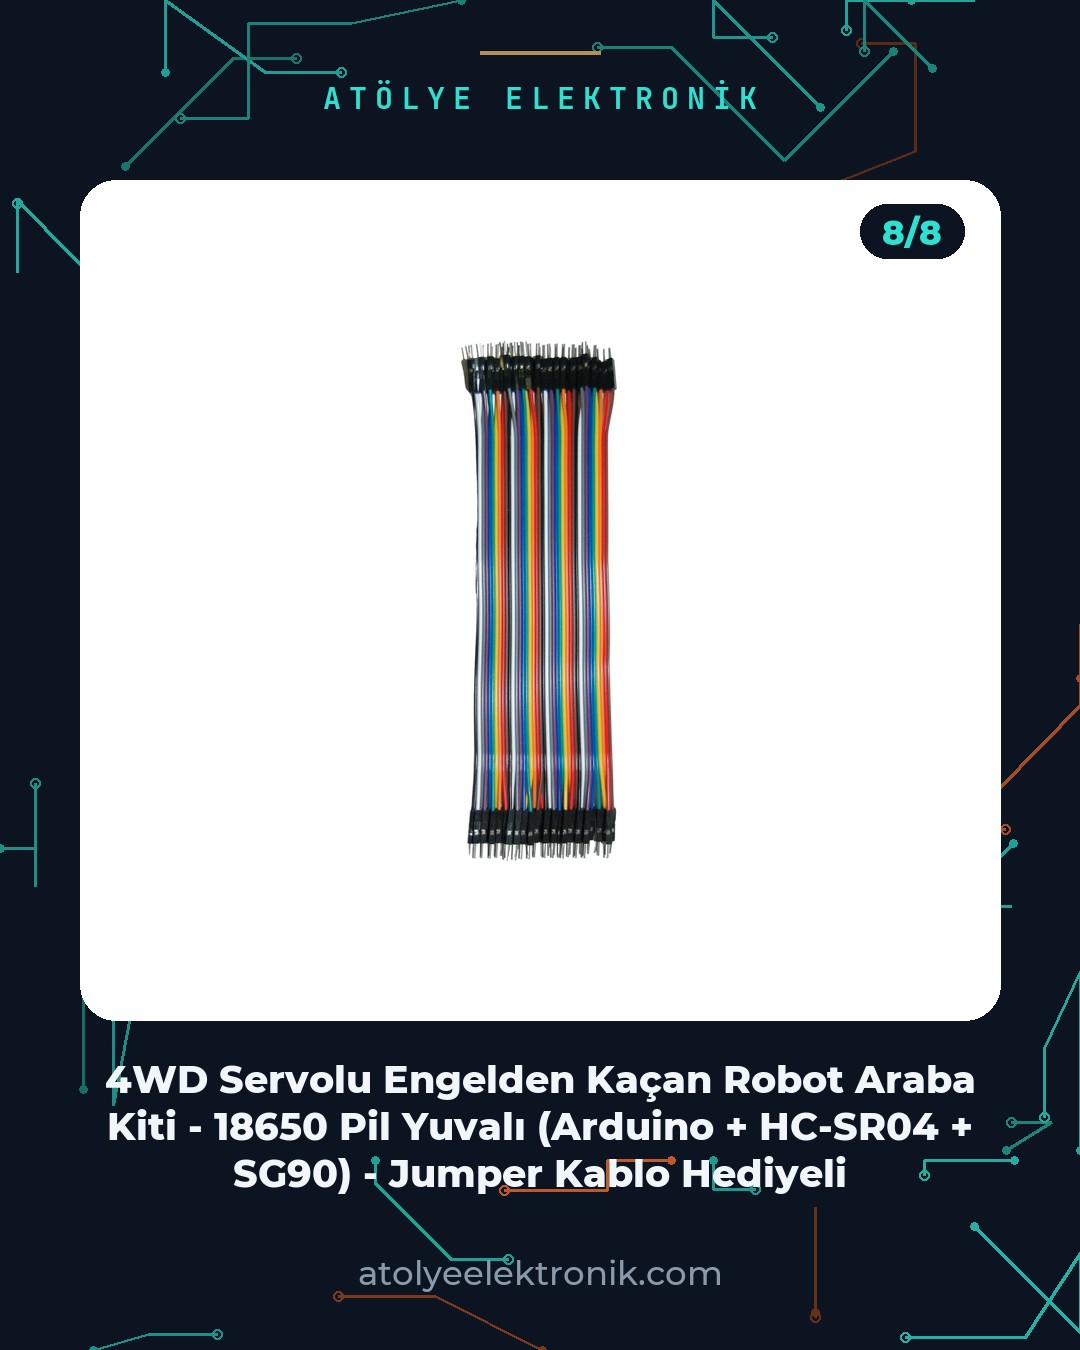 ATÖLYE ELEKTRONİK
8/8
4WD Servolu Engelden Kaçan Robot Araba
Kiti - 18650 Pil Yuvalı (Arduino + HC-SR04 +
SG90) - Jumper Kablo Hediyeli
atolyeelektronik.com